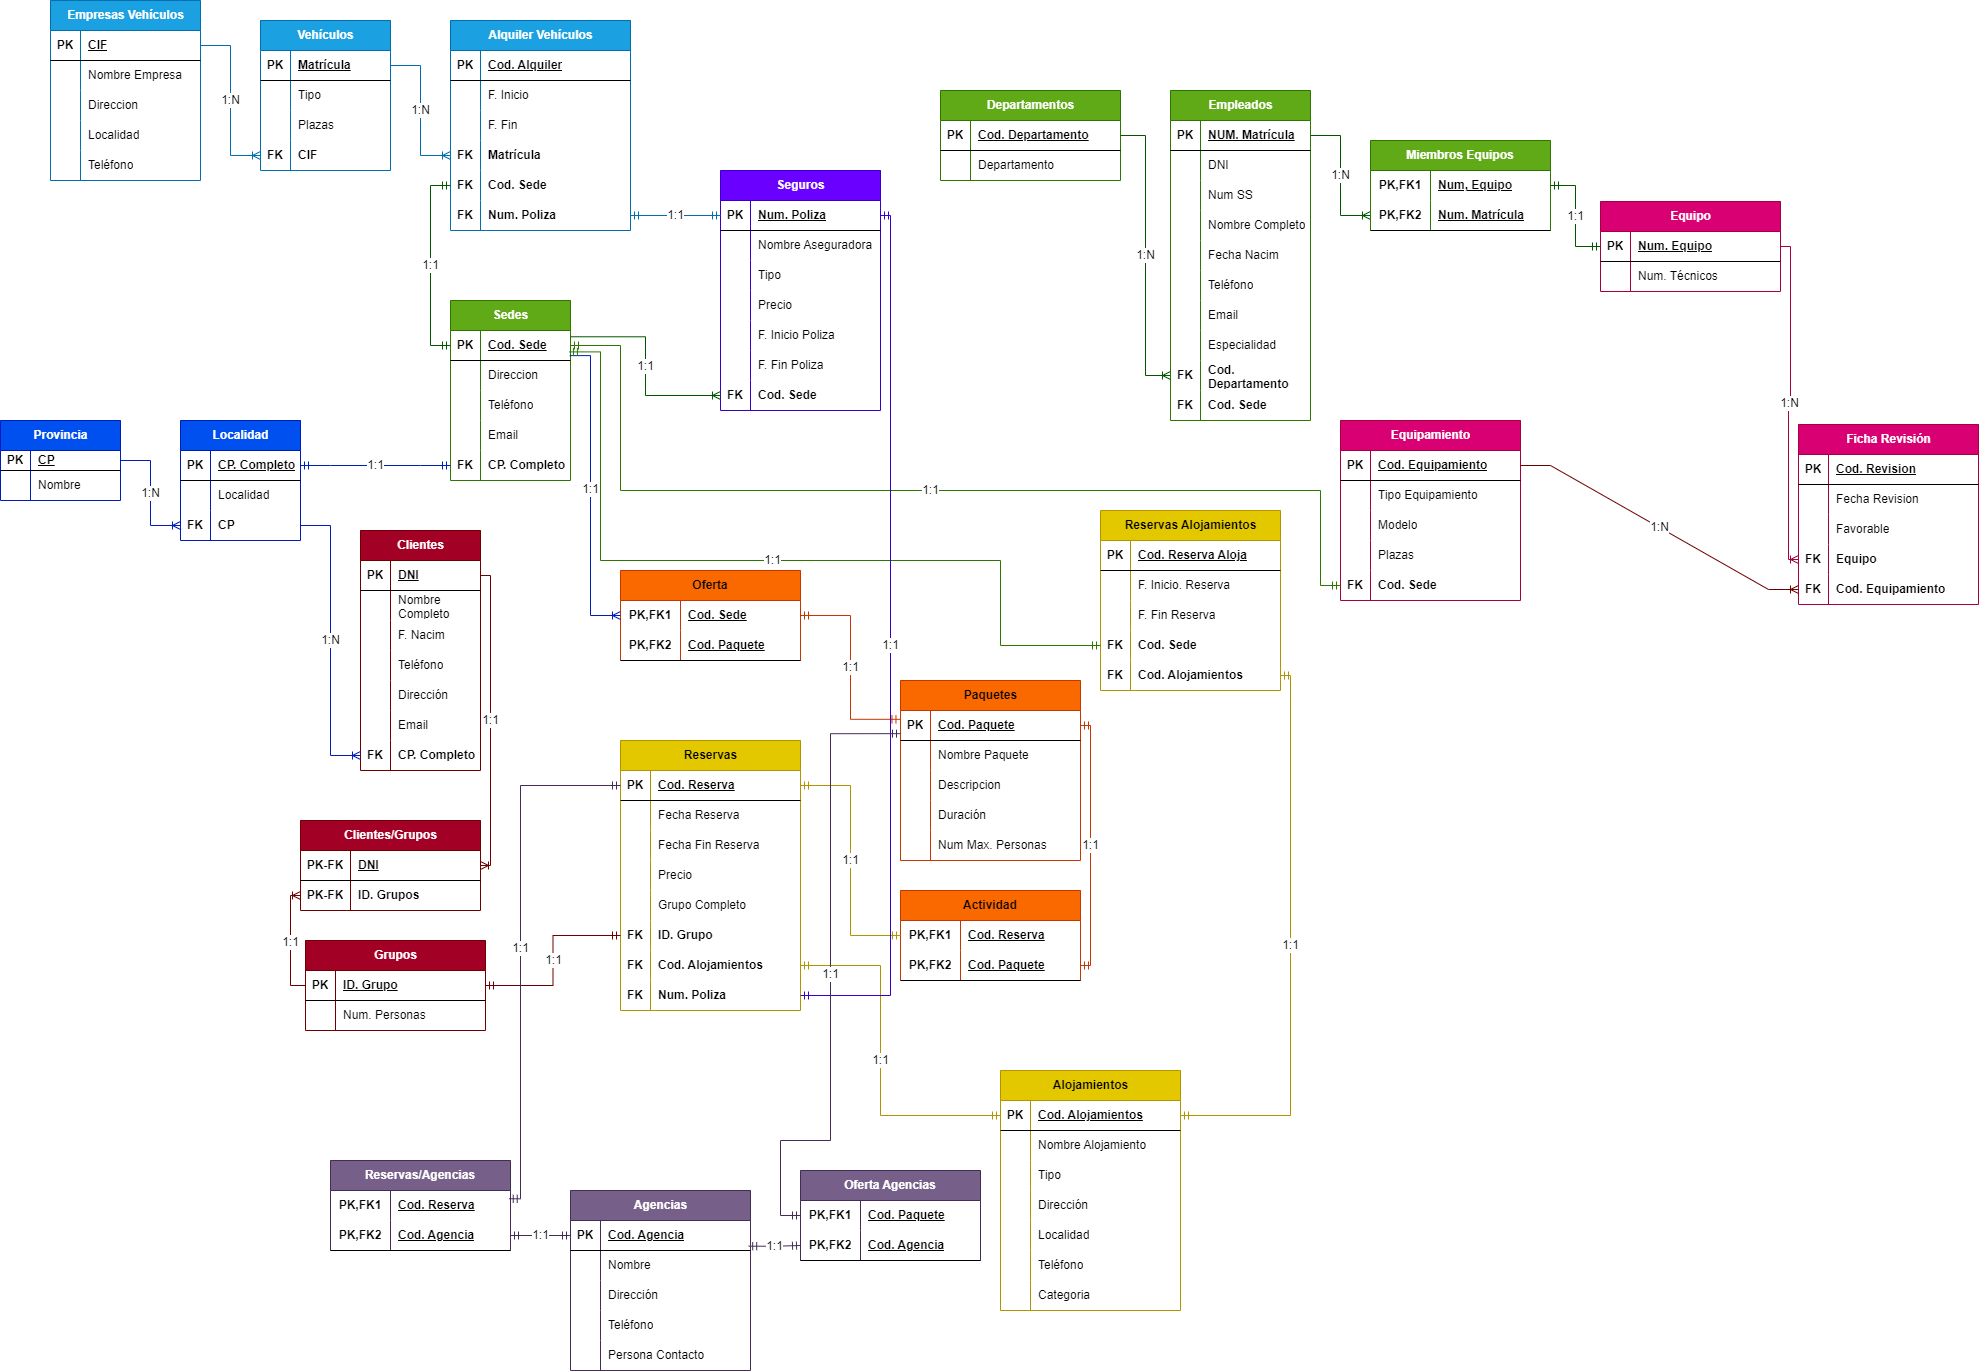 Empresas Vehículos
PK CIF
Nombre Empresa
Direccion
Localidad
Teléfono
1:N
Vehículos
PK Matrícula
Tipo
Plazas
FK CIF
1:N
Alquiler Vehículos
PK Cod. Alquiler
F. Inicio
F. Fin
FK Matrícula
FK Cod. Sede
FK Num. Poliza
1:1
1:1
Seguros
PK Num. Poliza
Nombre Aseguradora
Tipo
Precio
F. Inicio Poliza
F. Fin Poliza
FK Cod. Sede
Departamentos
PK Cod. Departamento
Departamento
1:N
Empleados
PK NUM. Matrícula
DNI
Num SS
Nombre Completo
Fecha Nacim
Teléfono
Email
Especialidad
FK Cod.
Departamento
FK Cod. Sede
1:N
Miembros Equipos
PK,FK1 Num, Equipo
PK,FK2 Num. Matrícula
1:1
Equipo
PK Num. Equipo
Num. Técnicos
1:N
Sedes
PK Cod. Sede
Direccion
Teléfono
Email
FK CP. Completo
1:1
1:1
1:1
1:1
Provincia
PK CP
Nombre
1:N
Localidad
PK CP. Completo
Localidad
FK CP
1:1
1:N
Equipamiento
PK Cod. Equipamiento
Tipo Equipamiento
Modelo
Plazas
FK Cod. Sede
1:N
Ficha Revisión
PK Cod. Revision
Fecha Revision
Favorable
FK Equipo
FK Cod. Equipamiento
Clientes
PK DNI
Nombre
Completo
F. Nacim
Teléfono
Dirección
Email
FK CP. Completo
1:1
Oferta
PK,FK1 Cod. Sede
PK,FK2 Cod. Paquete
1:1
1:1
Reservas Alojamientos
PK Cod. Reserva Aloja
F. Inicio. Reserva
F. Fin Reserva
FK Cod. Sede
FK Cod. Alojamientos
1:1
Paquetes
PK Cod. Paquete
Nombre Paquete
Descripcion
Duración
Num Max. Personas
1:1
Reservas
PK Cod. Reserva
Fecha Reserva
Fecha Fin Reserva
Precio
Grupo Completo
FK ID. Grupo
FK Cod. Alojamientos
FK Num. Poliza
1:1
1:1
Actividad
PK,FK1 Cod. Reserva
PK,FK2 Cod. Paquete
1:1
Clientes/Grupos
PK-FK DNI
PK-FK ID. Grupos
1:1
Grupos
PK ID. Grupo
Num. Personas
1:1
1:1
Alojamientos
PK Cod. Alojamientos
Nombre Alojamiento
Tipo
Dirección
Localidad
Teléfono
Categoria
Reservas/Agencias
PK,FK1 Cod. Reserva
PK,FK2 Cod. Agencia
1:1
Agencias
PK Cod. Agencia
Nombre
Dirección
Teléfono
Persona Contacto
1:1
Oferta Agencias
PK,FK1 Cod. Paquete
PK,FK2 Cod. Agencia